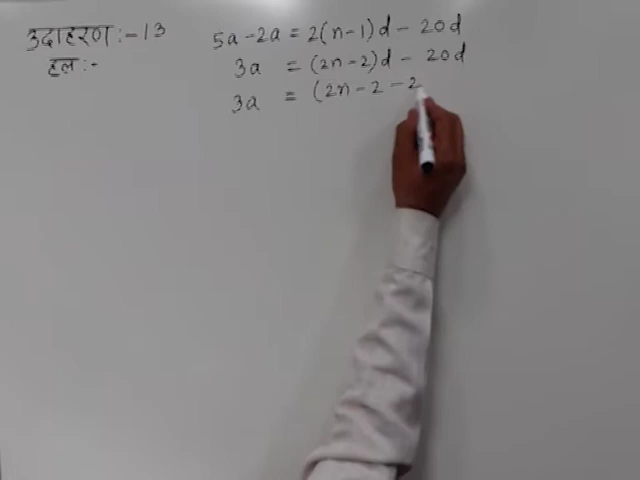 उदाहरण :- 13
हल :-
5a - 2a = 2(n-1)d - 20d
3a = (2n-2)d - 20d
3a = (2n - 2 - 2